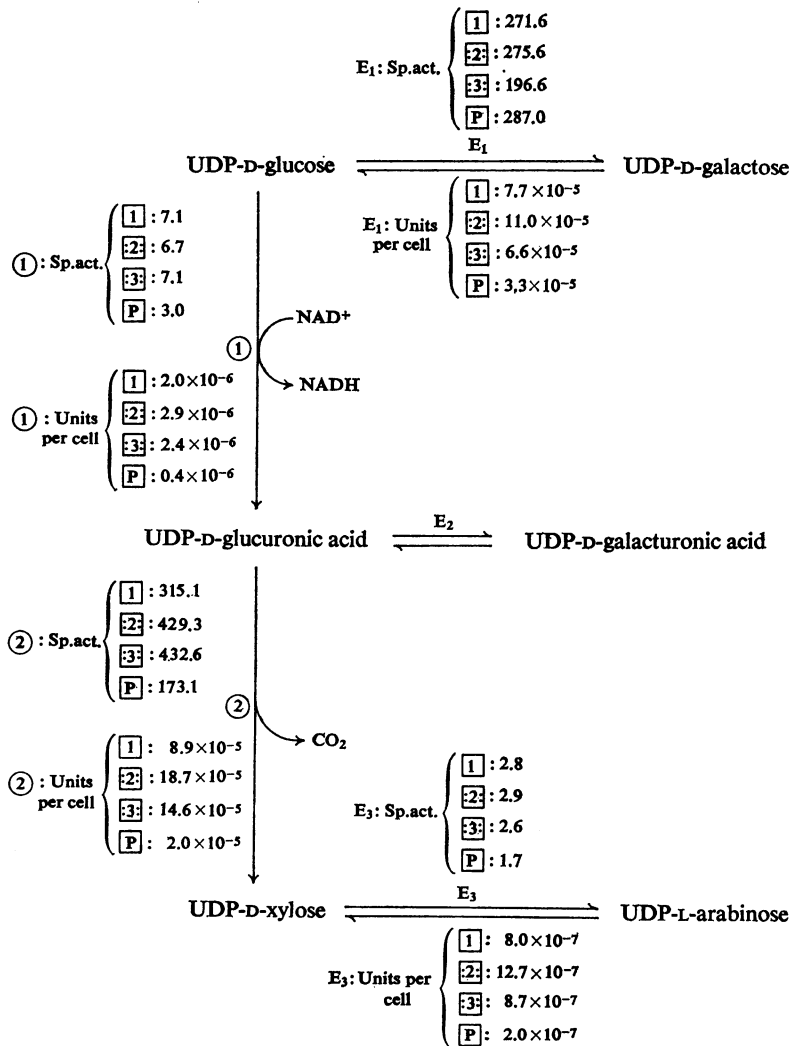 1 : 271.6
E₁: Sp.act. :2: : 275.6
:3: : 196.6
P : 287.0
E₁
UDP-D-glucose UDP-D-galactose
1 : 7.7×10⁻⁵
E₁: Units per cell :2: : 11.0×10⁻⁵
:3: : 6.6×10⁻⁵
P : 3.3×10⁻⁵
1 : 7.1
① : Sp.act. :2: : 6.7
:3: : 7.1
P : 3.0
NAD+
①
NADH
1 : 2.0×10⁻⁶
① : Units per cell :2: : 2.9×10⁻⁶
:3: : 2.4×10⁻⁶
P : 0.4×10⁻⁶
E₂
UDP-D-glucuronic acid UDP-D-galacturonic acid
1 : 315.1
② : Sp.act. :2: : 429.3
:3: : 432.6
P : 173.1
②
CO₂
1 : 8.9×10⁻⁵
② : Units per cell :2: : 18.7×10⁻⁵
:3: : 14.6×10⁻⁵
P : 2.0×10⁻⁵
1 : 2.8
E₃: Sp.act. :2: : 2.9
:3: : 2.6
P : 1.7
E₃
UDP-D-xylose UDP-L-arabinose
1 : 8.0×10⁻⁷
E₃: Units per cell :2: : 12.7×10⁻⁷
:3: : 8.7×10⁻⁷
P : 2.0×10⁻⁷